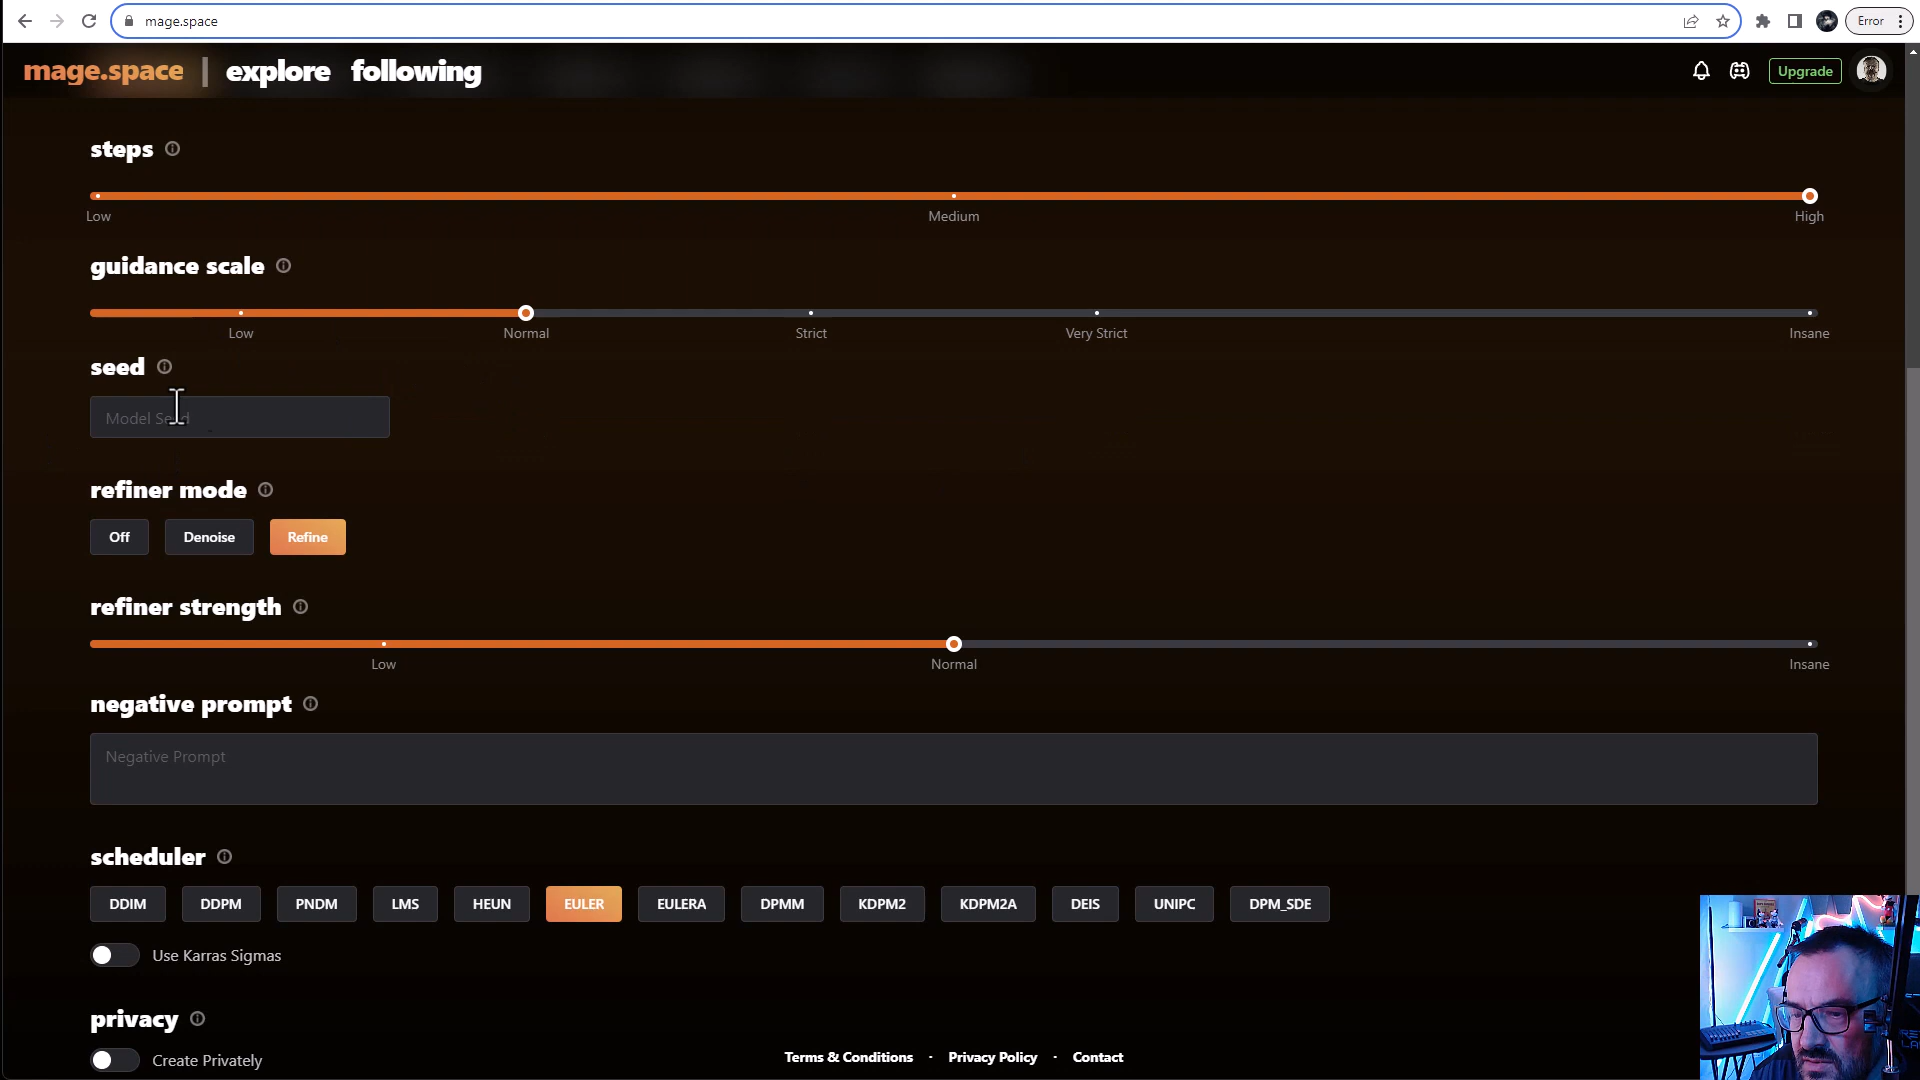 mage.space
Error
mage.space | explore following
Upgrade
steps
Low Medium High
guidance scale
Low Normal Strict Very Strict Insane
seed
Model Seed
refiner mode
Off Denoise Refine
refiner strength
Low Normal Insane
negative prompt
Negative Prompt
scheduler
DDIM DDPM PNDM LMS HEUN EULER EULERA DPMM KDPM2 KDPM2A DEIS UNIPC DPM_SDE
Use Karras Sigmas
privacy
Create Privately
Terms & Conditions · Privacy Policy · Contact